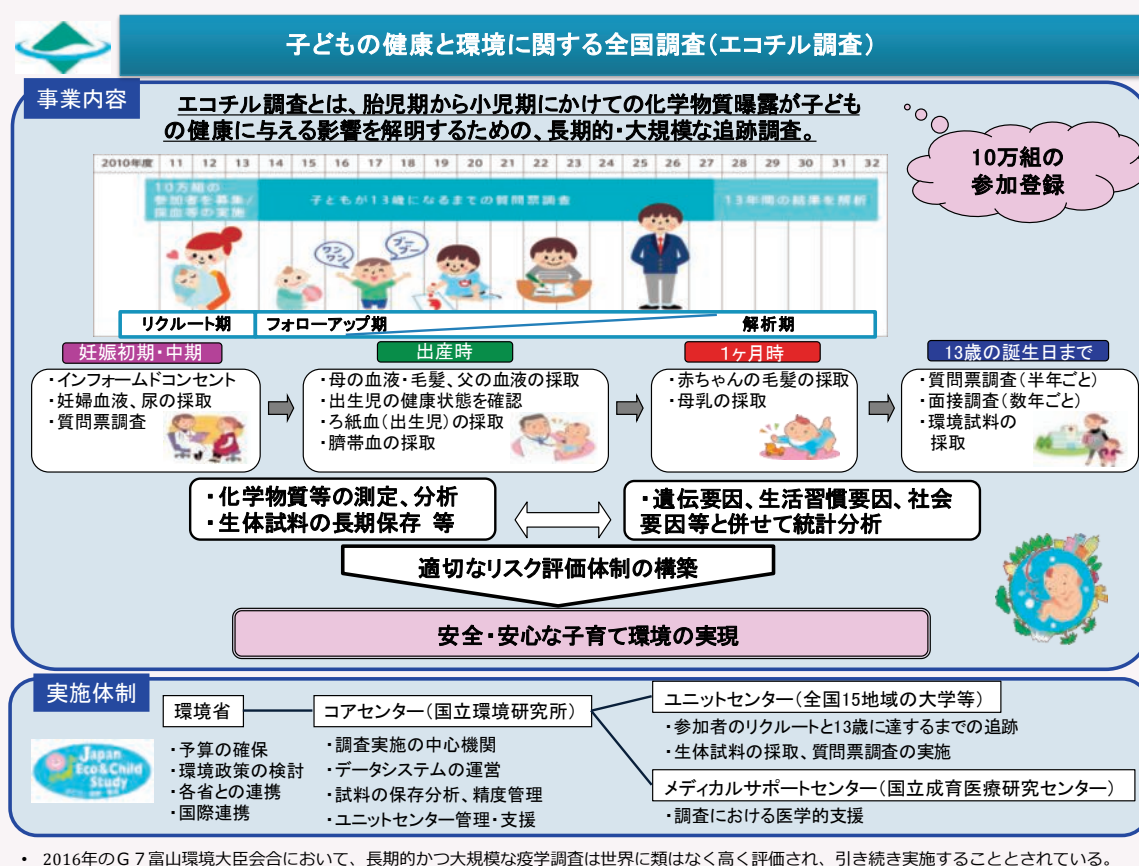 子どもの健康と環境に関する全国調査(エコチル調査)
事業内容
エコチル調査とは、胎児期から小児期にかけての化学物質曝露が子ども
の健康に与える影響を解明するための、長期的・大規模な追跡調査。
10万組の
参加登録
2010年度 11 12 13 14 15 16 17 18 19 20 21 22 23 24 25 26 27 28 29 30 31 32
10万組の
参加者を募集/
採血等の実施
子どもが13歳になるまでの質問票調査
13年間の結果を解析
ワン
ワン
ブー
ブー
リクルート期
フォローアップ期
解析期
妊娠初期・中期
・インフォームドコンセント
・妊婦血液、尿の採取
・質問票調査
出産時
・母の血液・毛髪、父の血液の採取
・出生児の健康状態を確認
・ろ紙血(出生児)の採取
・臍帯血の採取
1ヶ月時
・赤ちゃんの毛髪の採取
・母乳の採取
13歳の誕生日まで
・質問票調査(半年ごと)
・面接調査(数年ごと)
・環境試料の
採取
・化学物質等の測定、分析
・生体試料の長期保存 等
・遺伝要因、生活習慣要因、社会
要因等と併せて統計分析
適切なリスク評価体制の構築
安全・安心な子育て環境の実現
実施体制
Japan
Eco&Child
Study
環境省
・予算の確保
・環境政策の検討
・各省との連携
・国際連携
コアセンター(国立環境研究所)
・調査実施の中心機関
・データシステムの運営
・試料の保存分析、精度管理
・ユニットセンター管理・支援
ユニットセンター(全国15地域の大学等)
・参加者のリクルートと13歳に達するまでの追跡
・生体試料の採取、質問票調査の実施
メディカルサポートセンター(国立成育医療研究センター)
・調査における医学的支援
• 2016年のG7富山環境大臣会合において、長期的かつ大規模な疫学調査は世界に類はなく高く評価され、引き続き実施することとされている。